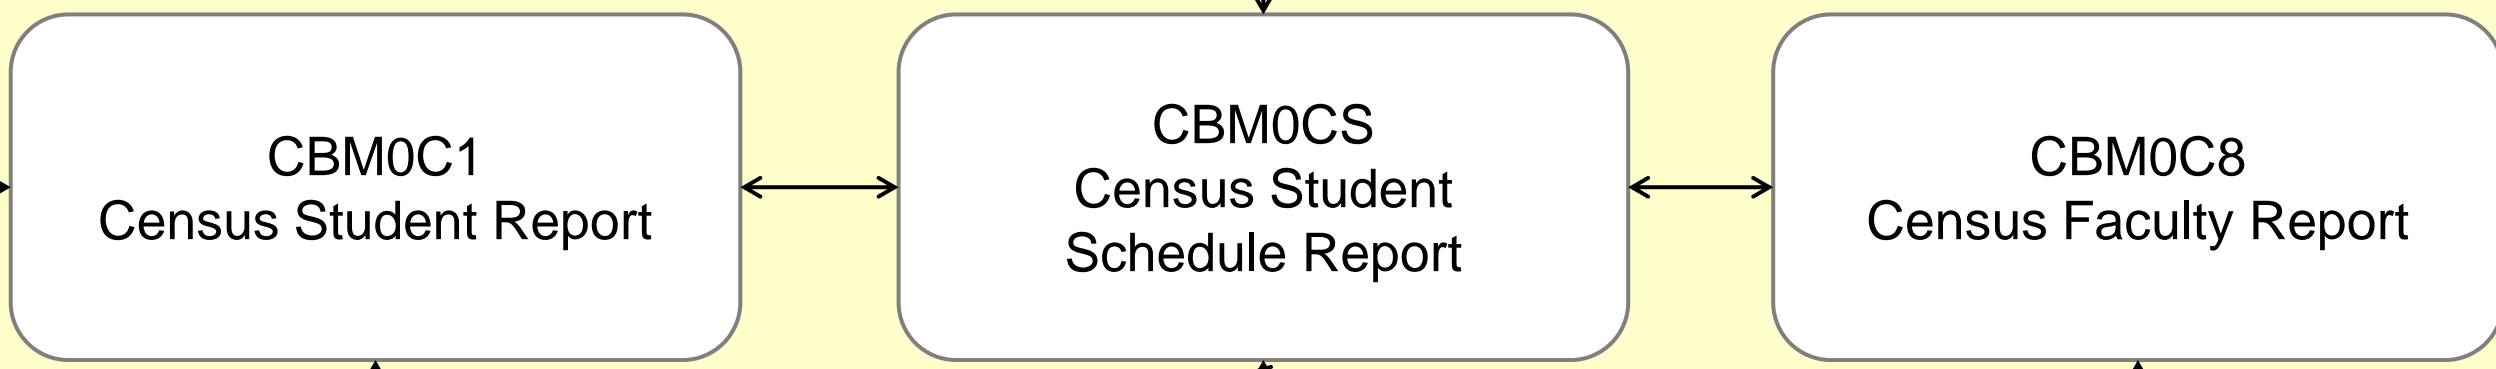 CBM0C1
Census Student Report
CBM0CS
Census Student
Schedule Report
CBM0C8
Census Faculty Report